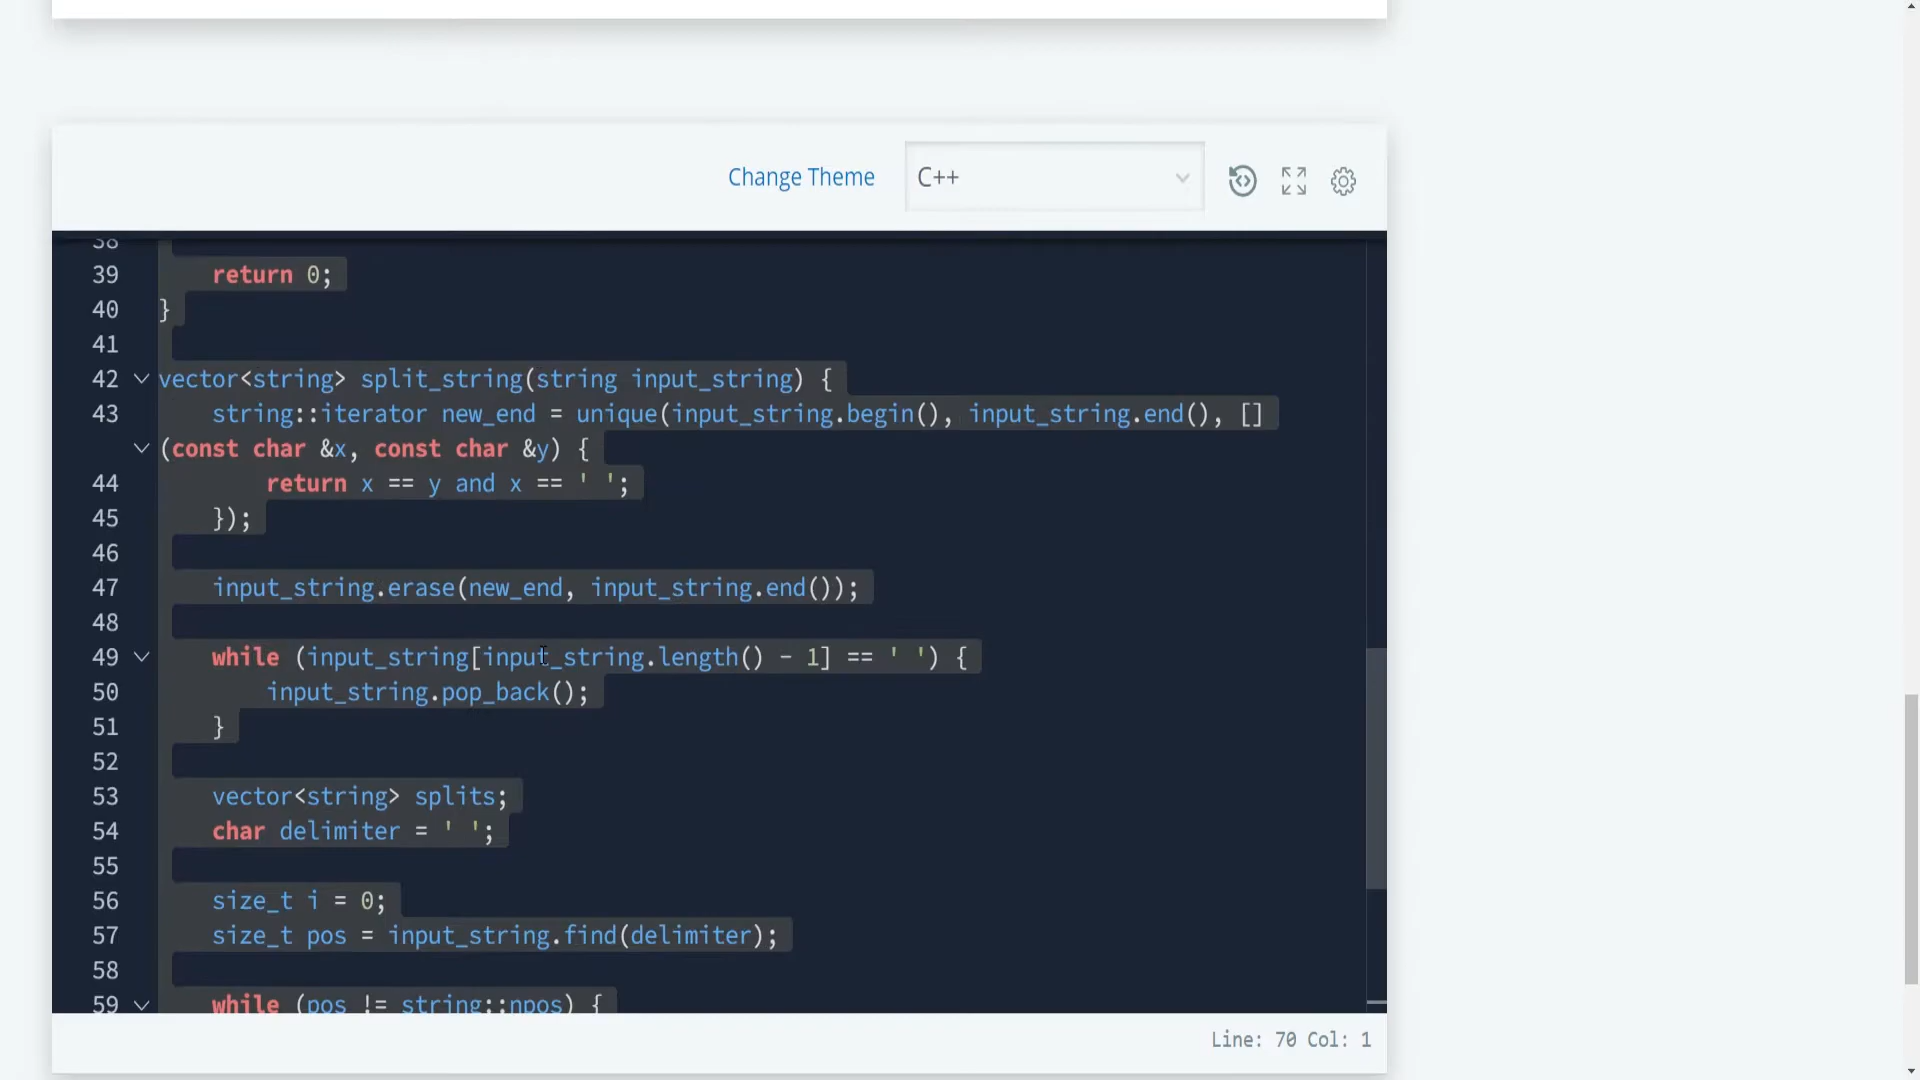 Change Theme
C++
38
39 return 0;
40 }
41
42 vector<string> split_string(string input_string) {
43 string::iterator new_end = unique(input_string.begin(), input_string.end(), []
(const char &x, const char &y) {
44 return x == y and x == ' ';
45 });
46
47 input_string.erase(new_end, input_string.end());
48
49 while (input_string[input_string.length() - 1] == ' ') {
50 input_string.pop_back();
51 }
52
53 vector<string> splits;
54 char delimiter = ' ';
55
56 size_t i = 0;
57 size_t pos = input_string.find(delimiter);
58
59 while (pos != string::npos) {
Line: 70 Col: 1